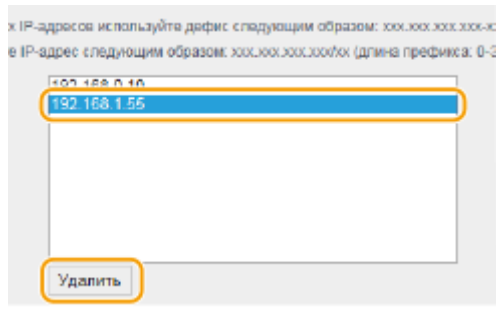 х IP-адресов используйте дефис следующим образом: xxx.xxx.xxx.xxx-x
е IP-адрес следующим образом: xxx.xxx.xxx.xxx/xx (длина префикса: 0-3
192.168.0.10
192.168.1.55
Удалить